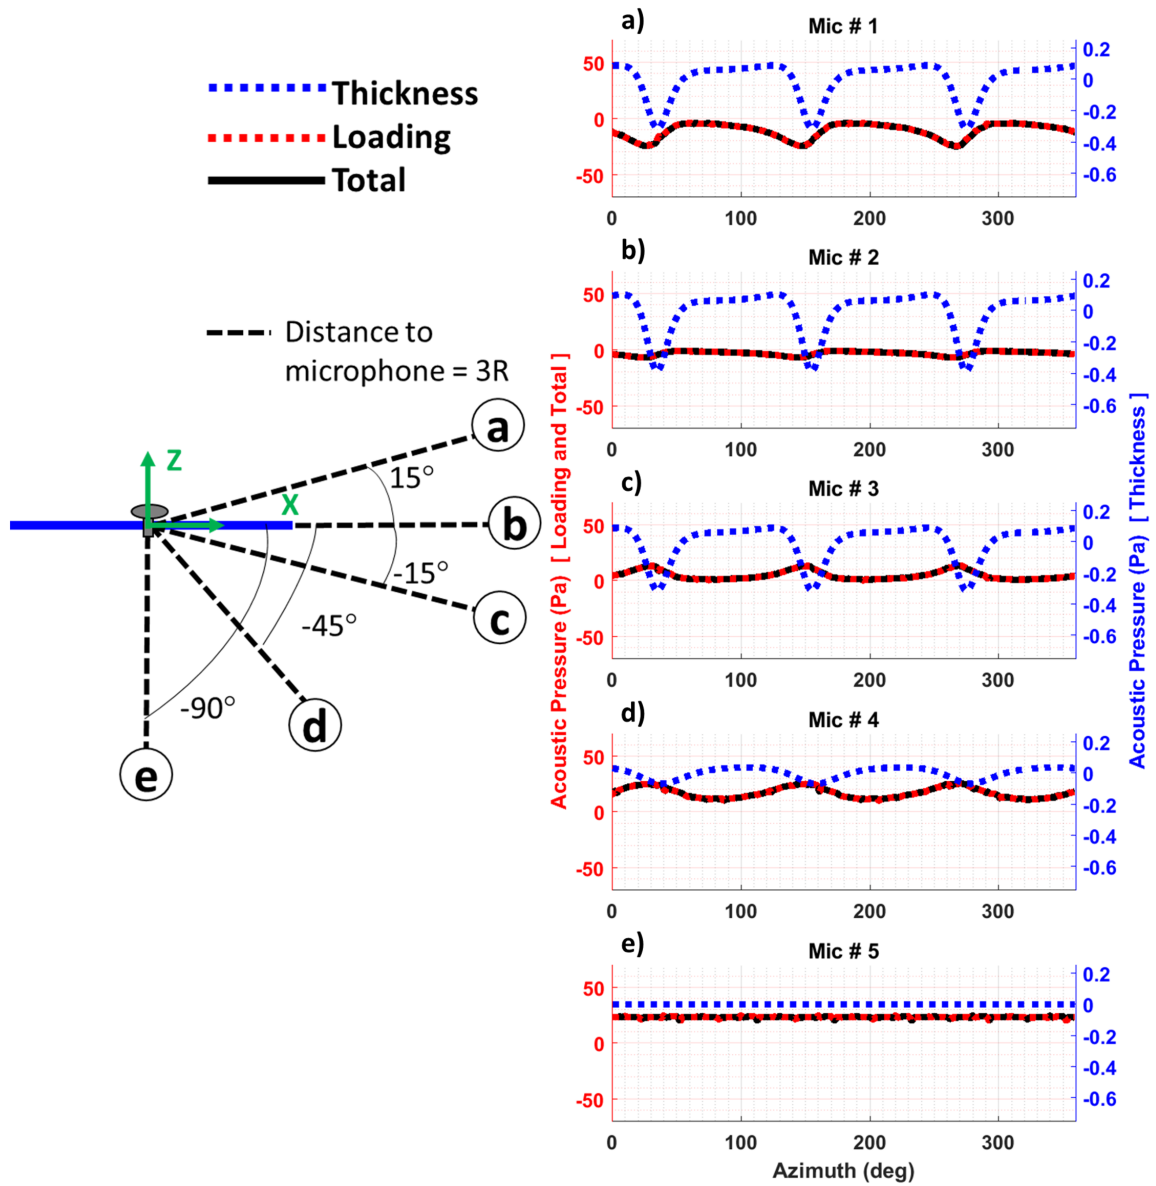 Thickness
Loading
Total
Distance to
microphone = 3R
Z
X
a
15°
b
-15°
c
-45°
d
-90°
e
Acoustic Pressure (Pa) [ Loading and Total ]
Acoustic Pressure (Pa) [ Thickness ]
a)
Mic # 1
50
0
-50
0.2
0
-0.2
-0.4
-0.6
0
100
200
300
b)
Mic # 2
50
0
-50
0.2
0
-0.2
-0.4
-0.6
0
100
200
300
c)
Mic # 3
50
0
-50
0.2
0
-0.2
-0.4
-0.6
0
100
200
300
d)
Mic # 4
50
0
-50
0.2
0
-0.2
-0.4
-0.6
0
100
200
300
e)
Mic # 5
50
0
-50
0.2
0
-0.2
-0.4
-0.6
0
100
200
300
Azimuth (deg)